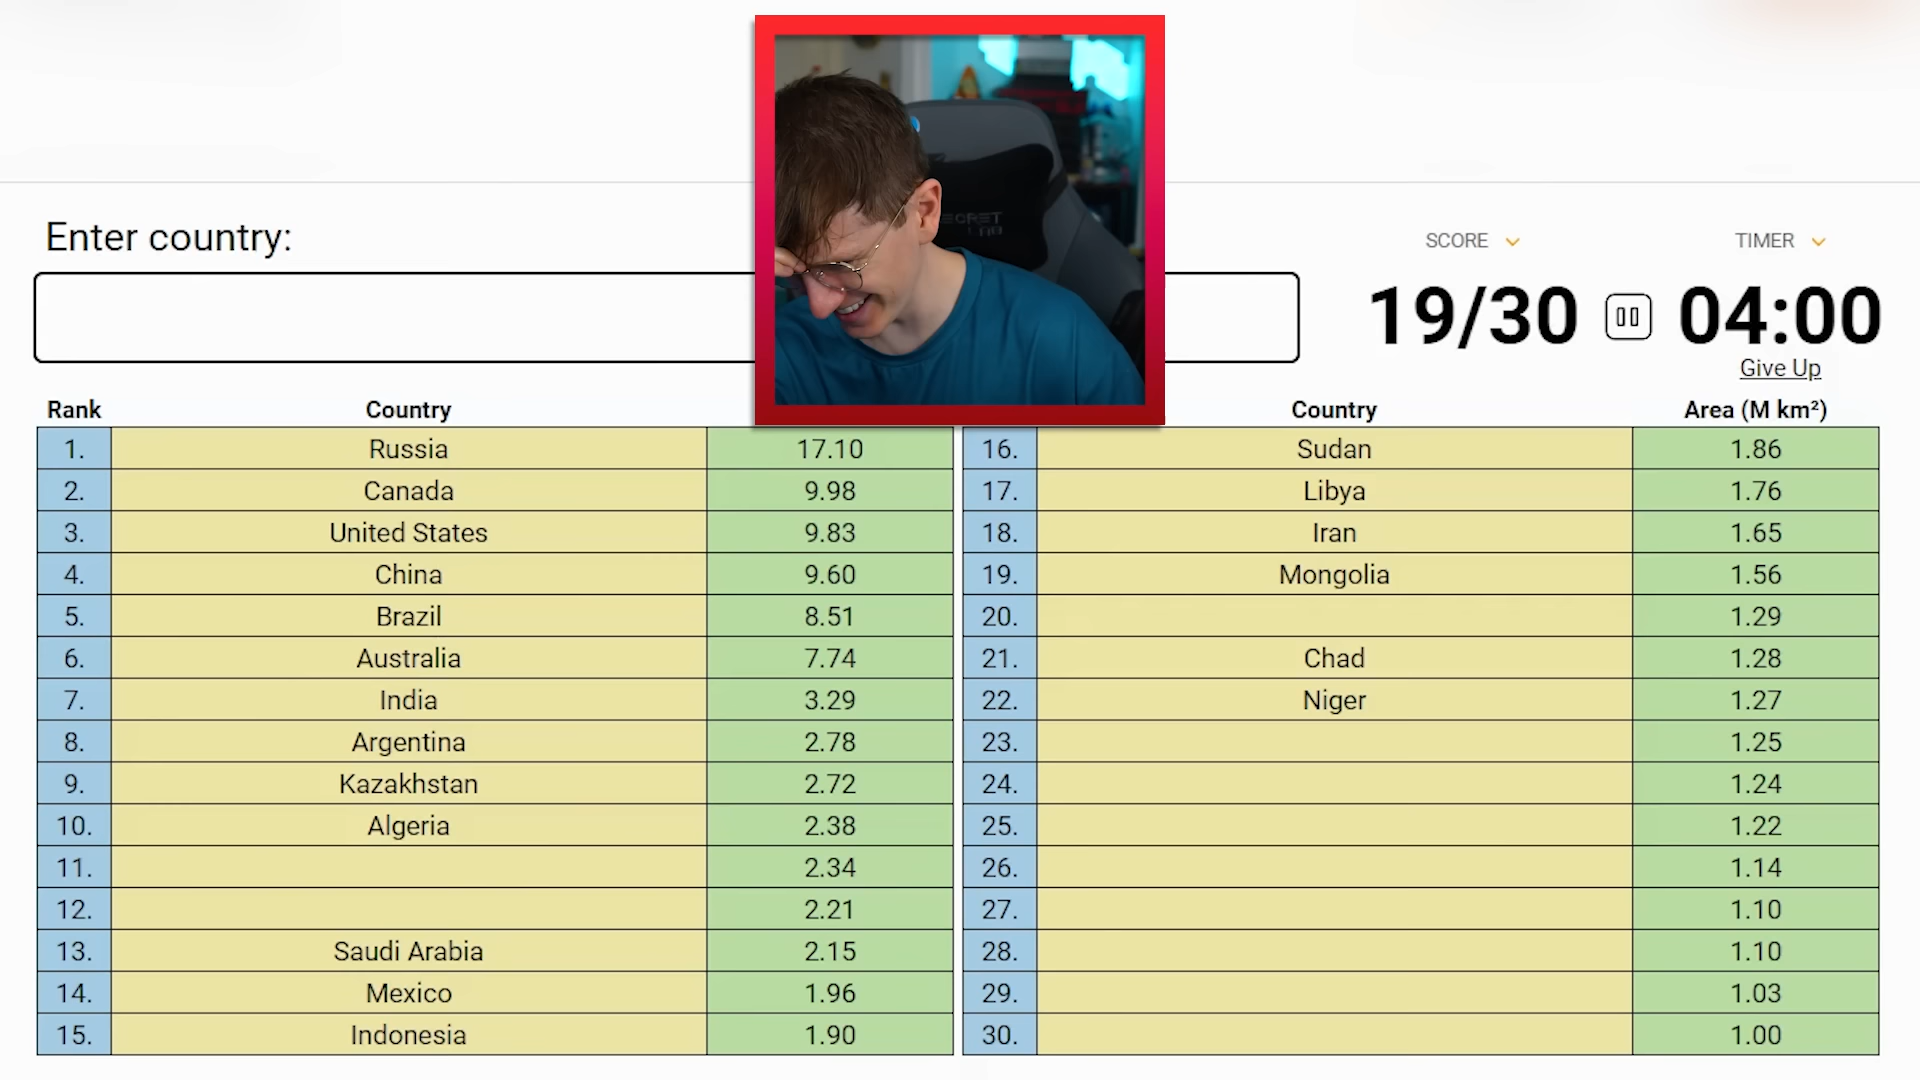 Enter country:
SCORE
TIMER
19/30
04:00
Give Up
Rank Country
Country Area (M km²)
1. Russia 17.10
2. Canada 9.98
3. United States 9.83
4. China 9.60
5. Brazil 8.51
6. Australia 7.74
7. India 3.29
8. Argentina 2.78
9. Kazakhstan 2.72
10. Algeria 2.38
11. 2.34
12. 2.21
13. Saudi Arabia 2.15
14. Mexico 1.96
15. Indonesia 1.90
16. Sudan 1.86
17. Libya 1.76
18. Iran 1.65
19. Mongolia 1.56
20. 1.29
21. Chad 1.28
22. Niger 1.27
23. 1.25
24. 1.24
25. 1.22
26. 1.14
27. 1.10
28. 1.10
29. 1.03
30. 1.00